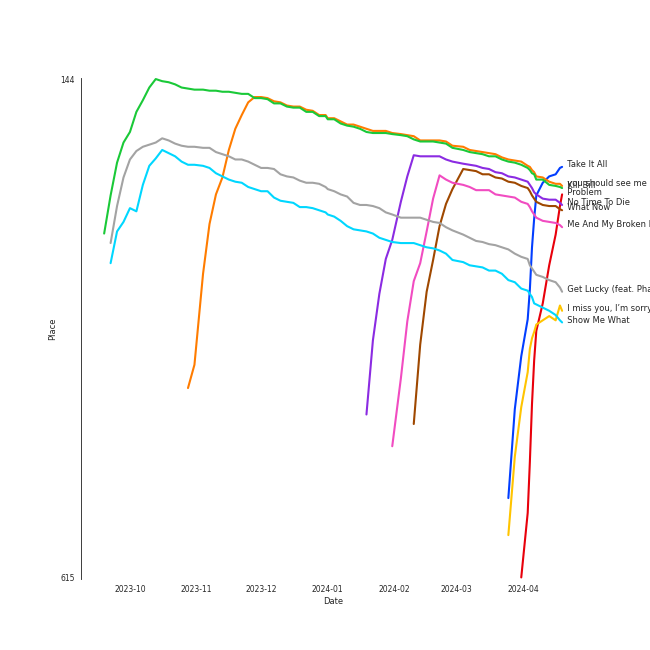 144
Take It All
you should see me
Problem
No Time To Die
What Now
Me And My Broken
Get Lucky (feat. Pha
I miss you, I'm sorry
Show Me What
Place
615
2023-10
2023-11
2023-12
2024-01
2024-02
2024-03
2024-04
Date